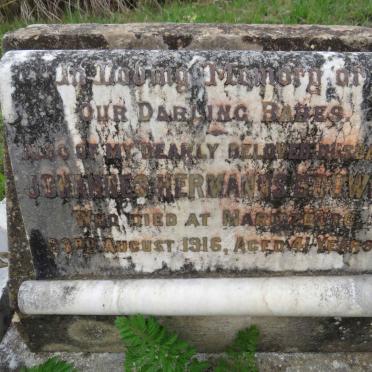 In Loving Memory of
Our Darling Babes
Also of my dearly beloved
Johannes Hermanus
Who died at
August 1916, Aged 41 Years